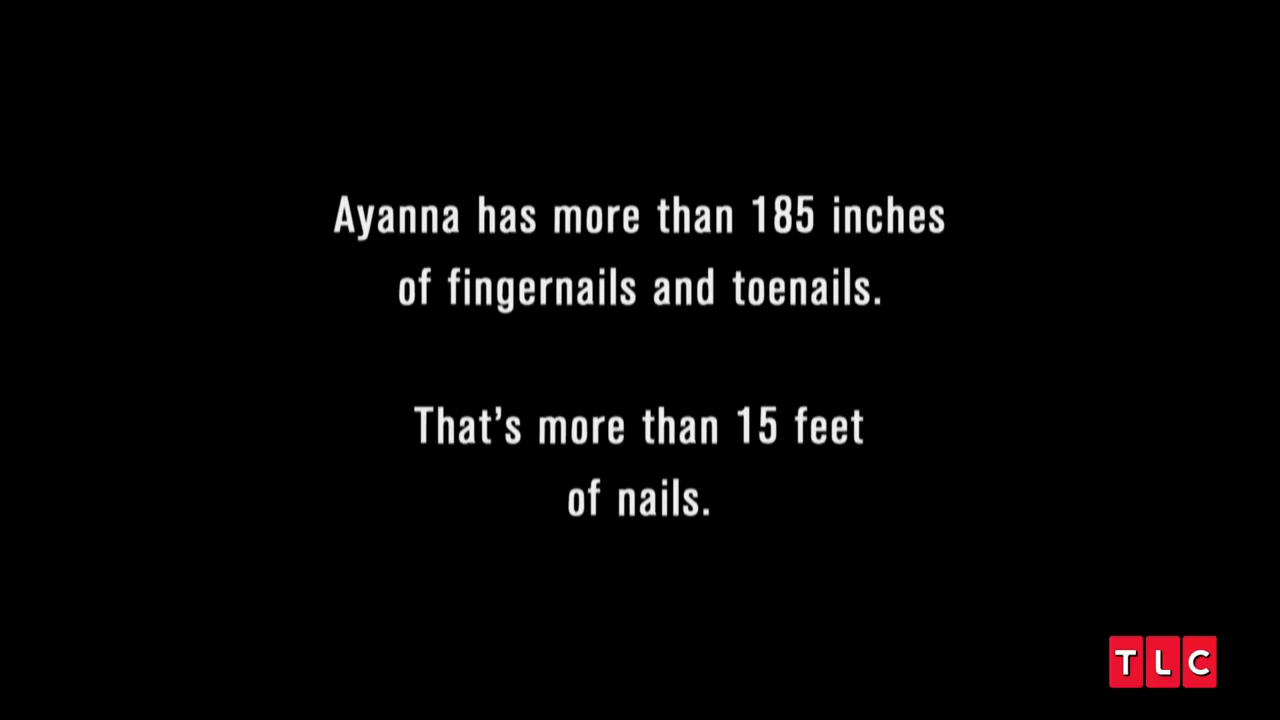 Ayanna has more than 185 inches
of fingernails and toenails.
That’s more than 15 feet
of nails.
TLC